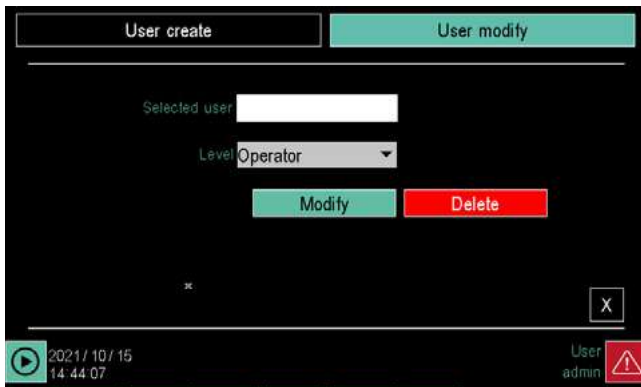 User create
User modify
Selected user
Level Operator
Modify
Delete
X
2021/10/15
14:44:07
User
admin